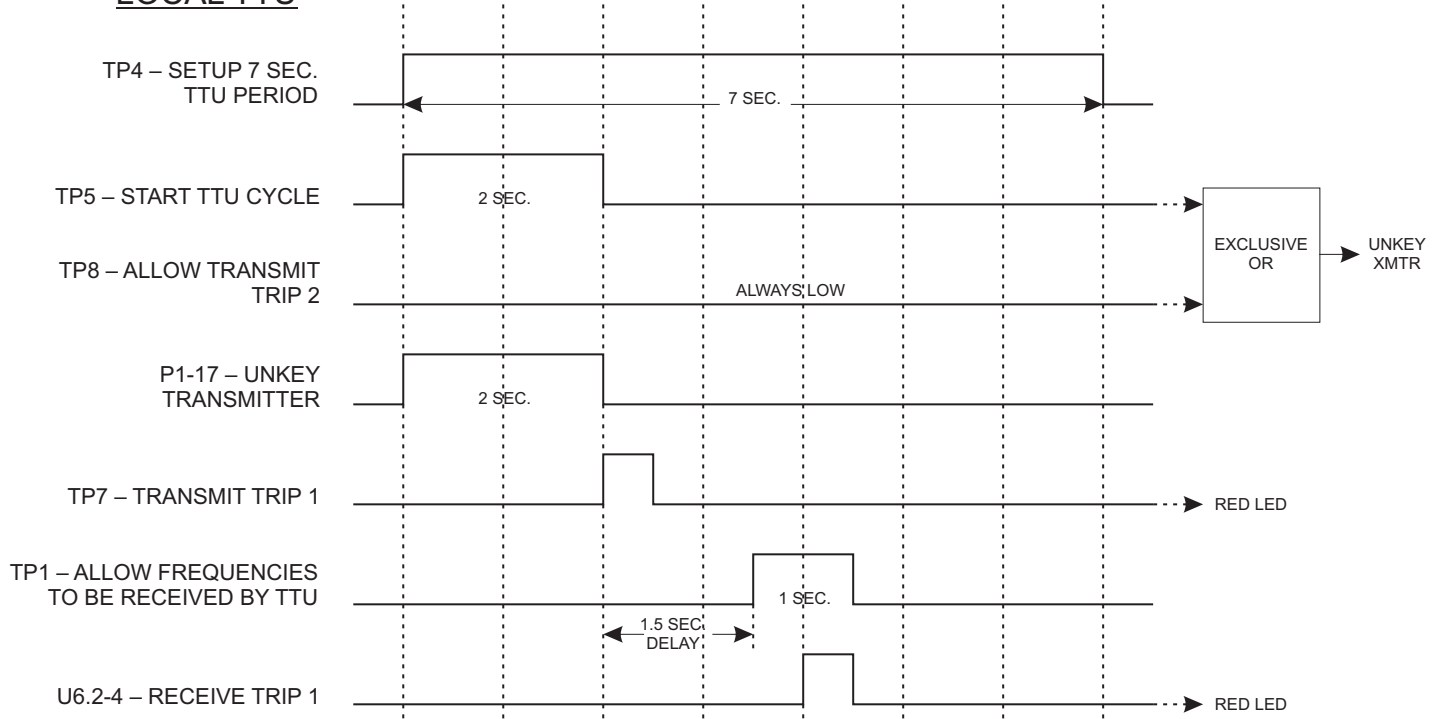 LOCAL TTU
TP4 – SETUP 7 SEC.
TTU PERIOD
7 SEC.
TP5 – START TTU CYCLE
2 SEC.
EXCLUSIVE
OR
UNKEY
XMTR
TP8 – ALLOW TRANSMIT
TRIP 2
ALWAYS LOW
P1-17 – UNKEY
TRANSMITTER
2 SEC.
TP7 – TRANSMIT TRIP 1
RED LED
TP1 – ALLOW FREQUENCIES
TO BE RECEIVED BY TTU
1 SEC.
1.5 SEC.
DELAY
U6.2-4 – RECEIVE TRIP 1
RED LED